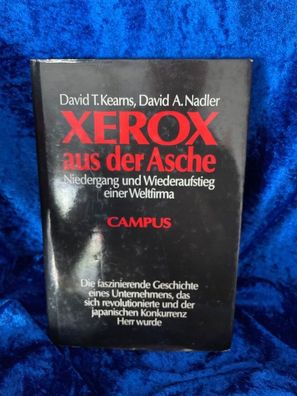 David T. Kearns, David A. Nadler
XEROX
aus der Asche
Niedergang und Wiederaufstieg
einer Weltfirma
CAMPUS
Die faszinierende Geschichte
eines Unternehmens, das
sich revolutionierte und der
japanischen Konkurrenz
Herr wurde